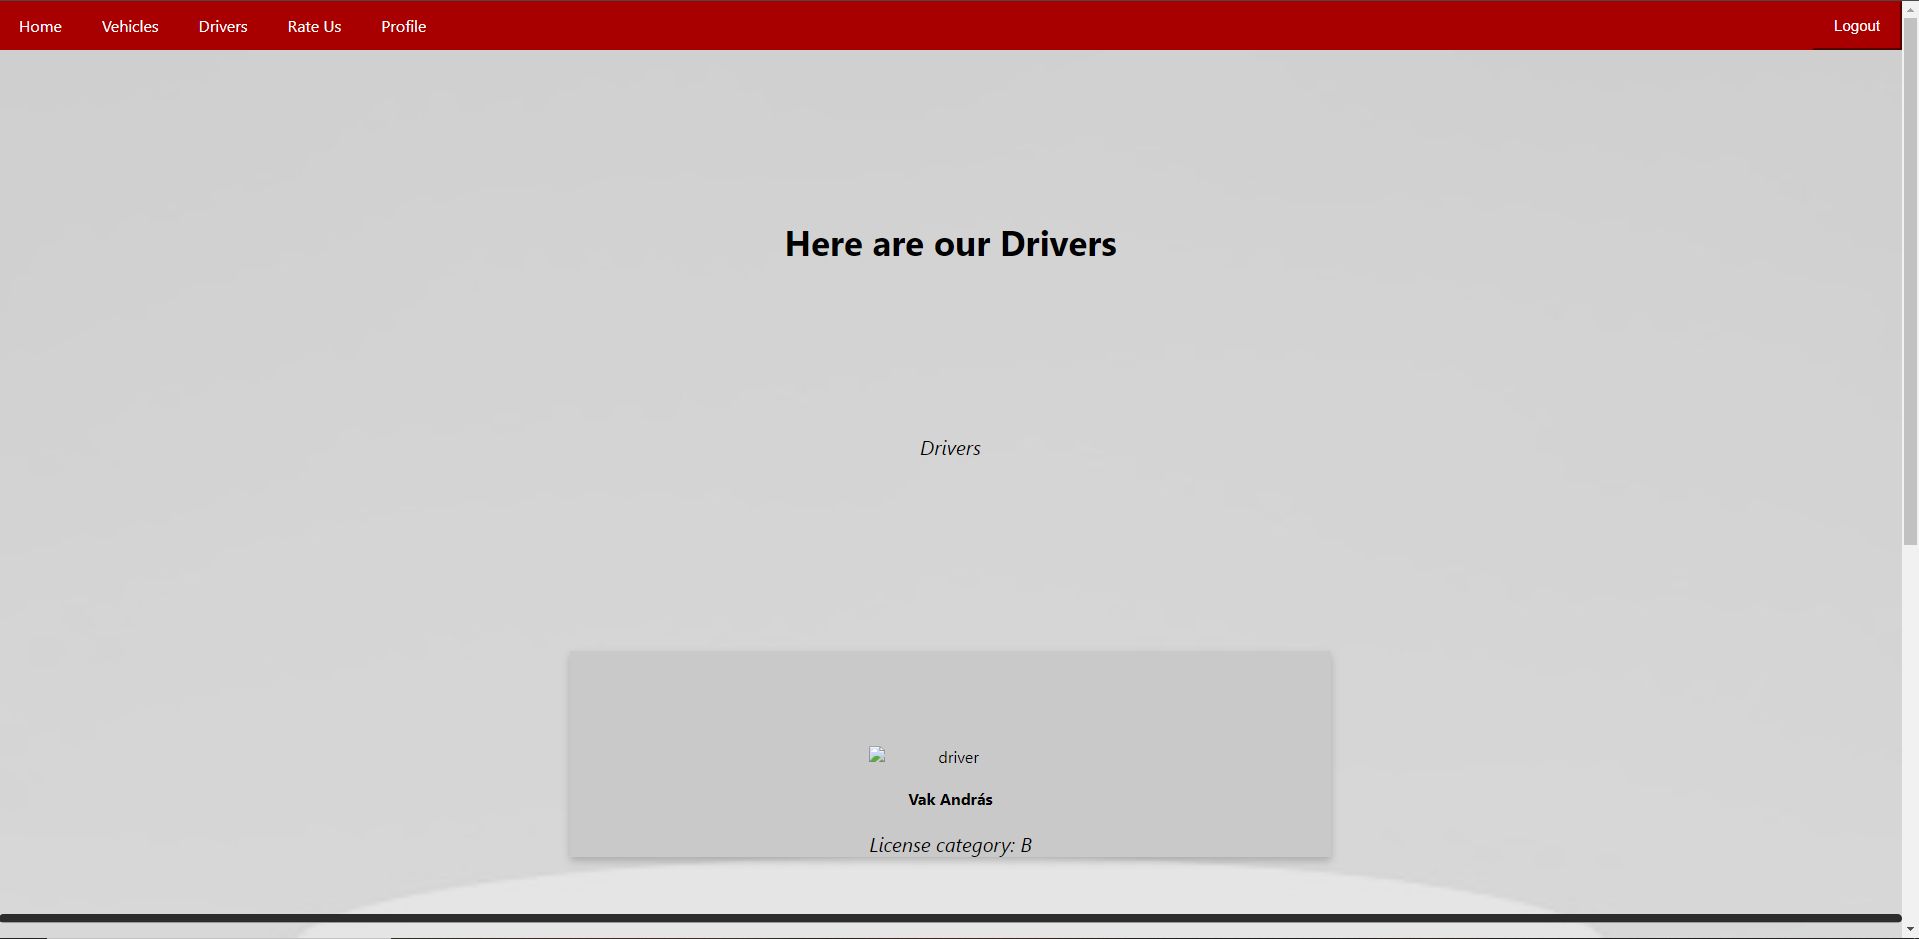 Home Vehicles Drivers Rate Us Profile Logout
Here are our Drivers
Drivers
driver
Vak András
License category: B